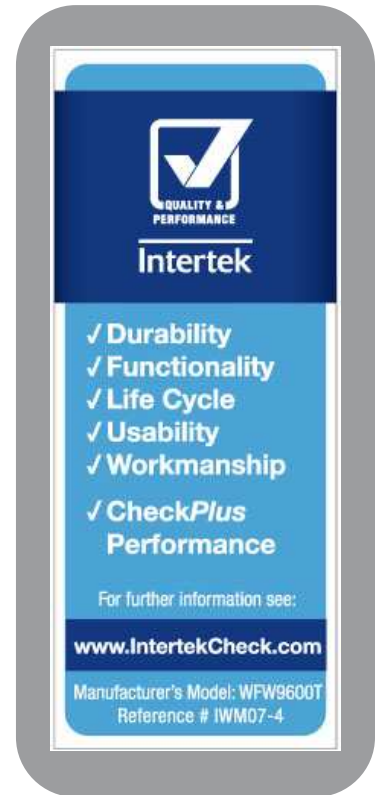 QUALITY &
PERFORMANCE
Intertek
✓ Durability
✓ Functionality
✓ Life Cycle
✓ Usability
✓ Workmanship
✓ CheckPlus
Performance
For further information see:
www.IntertekCheck.com
Manufacturer's Model: WFW9600T
Reference # IWM07-4